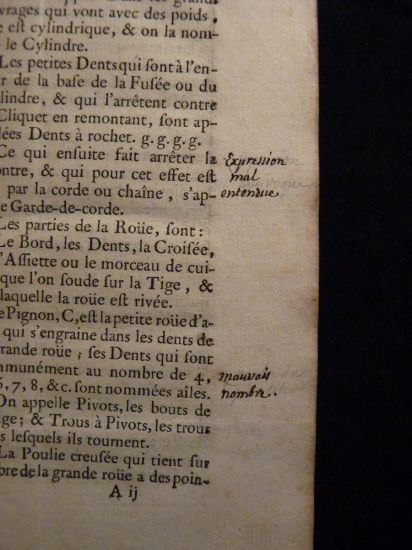 vrages qui vont avec des poids,
est cylindrique, & on la nom-
le Cylindre.
Les petites Dents qui sont à l'en-
r de la base de la Fusée ou du
lindre, & qui l'arrêtent contre
Cliquet en remontant, sont ap-
lées Dents à rochet. g. g. g. g.
Ce qui ensuite fait arrêter la
ontre, & qui pour cet effet est
par la corde ou chaîne, s'ap-
e Garde-de-corde.
Expression
mal
entendue
Les parties de la Roüe, sont:
Le Bord, les Dents, la Croisée,
l'Assiette ou le morceau de cui-
que l'on soude sur la Tige, &
laquelle la roüe est rivée.
e Pignon, C, est la petite roüe d'a-
qui s'engraine dans les dents de
grande roüe; ses Dents qui sont
mmunément au nombre de 4,
6, 7, 8, &c. sont nommées aîles.
mauvais
nombre.
On appelle Pivots, les bouts de
ge; & Trous à Pivots, les trous
s lesquels ils tournent.
La Poulie creusée qui tient sur
bre de la grande roüe a des poin-
A ij